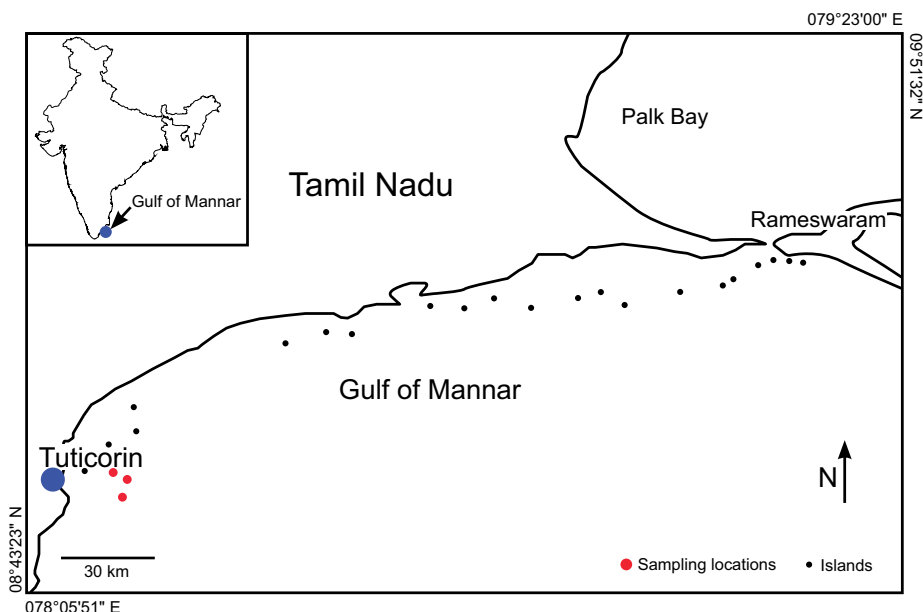 079°23'00" E
09°51'32" N
Palk Bay
Tamil Nadu
Gulf of Mannar
Rameswaram
Gulf of Mannar
Tuticorin
N
08°43'23" N
30 km
Sampling locations
Islands
078°05'51" E